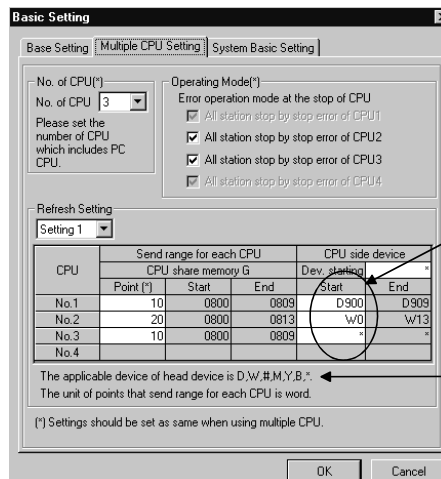 Basic Setting
Base Setting Multiple CPU Setting System Basic Setting
No. of CPU(*)
No. of CPU 3
Please set the
number of CPU
which includes PC
CPU.
Operating Mode(*)
Error operation mode at the stop of CPU
All station stop by stop error of CPU1
All station stop by stop error of CPU2
All station stop by stop error of CPU3
All station stop by stop error of CPU4
Refresh Setting
Setting 1
CPU Send range for each CPU CPU side device
CPU share memory G Dev. starting *
Point (*) Start End Start End
No.1 10 0800 0809 D900 D909
No.2 20 0800 0813 W0 W13
No.3 10 0800 0809 * *
No.4
The applicable device of head device is D,W,#,M,Y,B,*.
The unit of points that send range for each CPU is word.
(*) Settings should be set as same when using multiple CPU.
OK Cancel